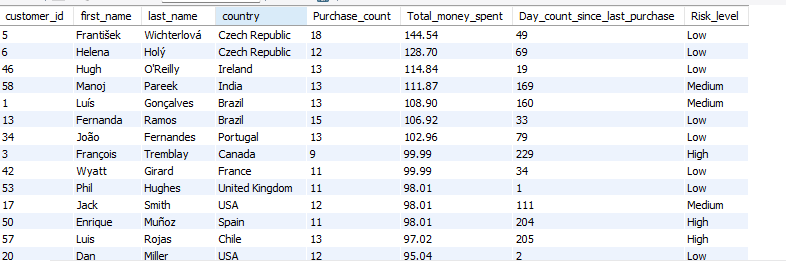 customer_id first_name last_name country Purchase_count Total_money_spent Day_count_since_last_purchase Risk_level
5 František Wichterlová Czech Republic 18 144.54 49 Low
6 Helena Holý Czech Republic 12 128.70 69 Low
46 Hugh O'Reilly Ireland 13 114.84 19 Low
58 Manoj Pareek India 13 111.87 169 Medium
1 Luís Gonçalves Brazil 13 108.90 160 Medium
13 Fernanda Ramos Brazil 15 106.92 33 Low
34 João Fernandes Portugal 13 102.96 79 Low
3 François Tremblay Canada 9 99.99 229 High
42 Wyatt Girard France 11 99.99 34 Low
53 Phil Hughes United Kingdom 11 98.01 1 Low
17 Jack Smith USA 12 98.01 111 Medium
50 Enrique Muñoz Spain 11 98.01 204 High
57 Luis Rojas Chile 13 97.02 205 High
20 Dan Miller USA 12 95.04 2 Low